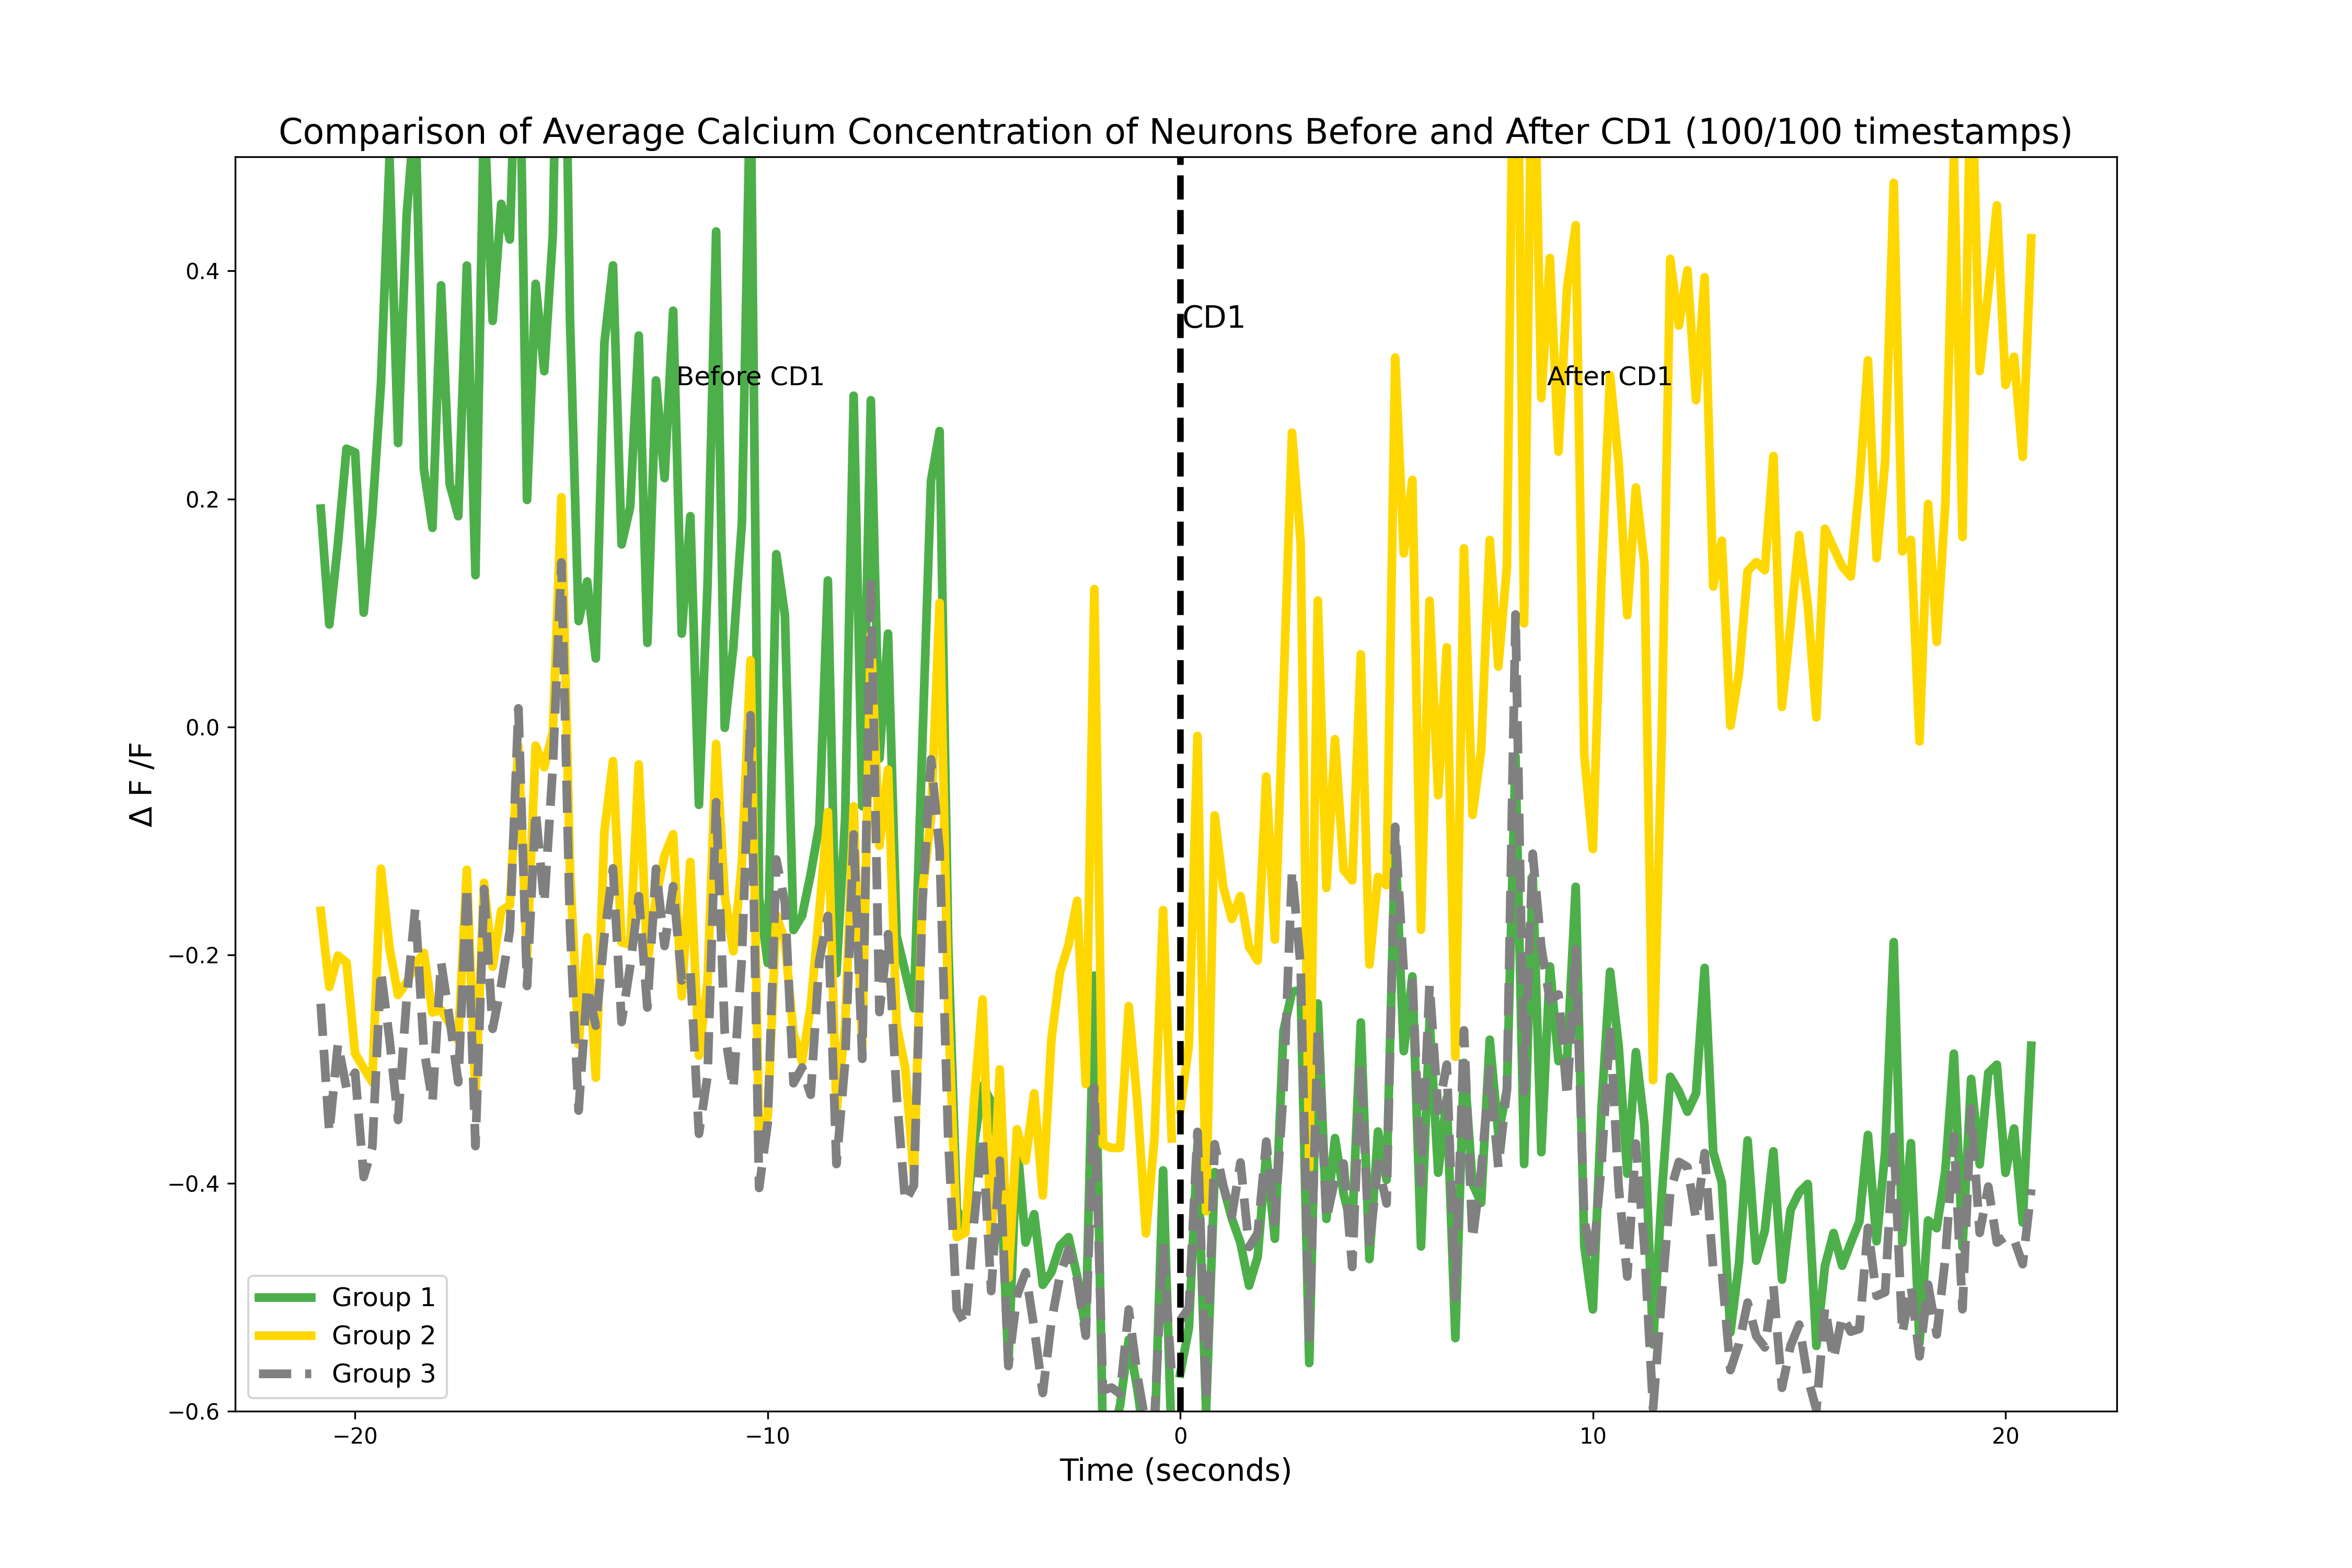 Comparison of Average Calcium Concentration of Neurons Before and After CD1 (100/100 timestamps)
0.4
CD1
Before CD1
After CD1
0.2
0.0
Δ F /F
−0.2
−0.4
Group 1
Group 2
Group 3
−0.6
−20
−10
0
10
20
Time (seconds)